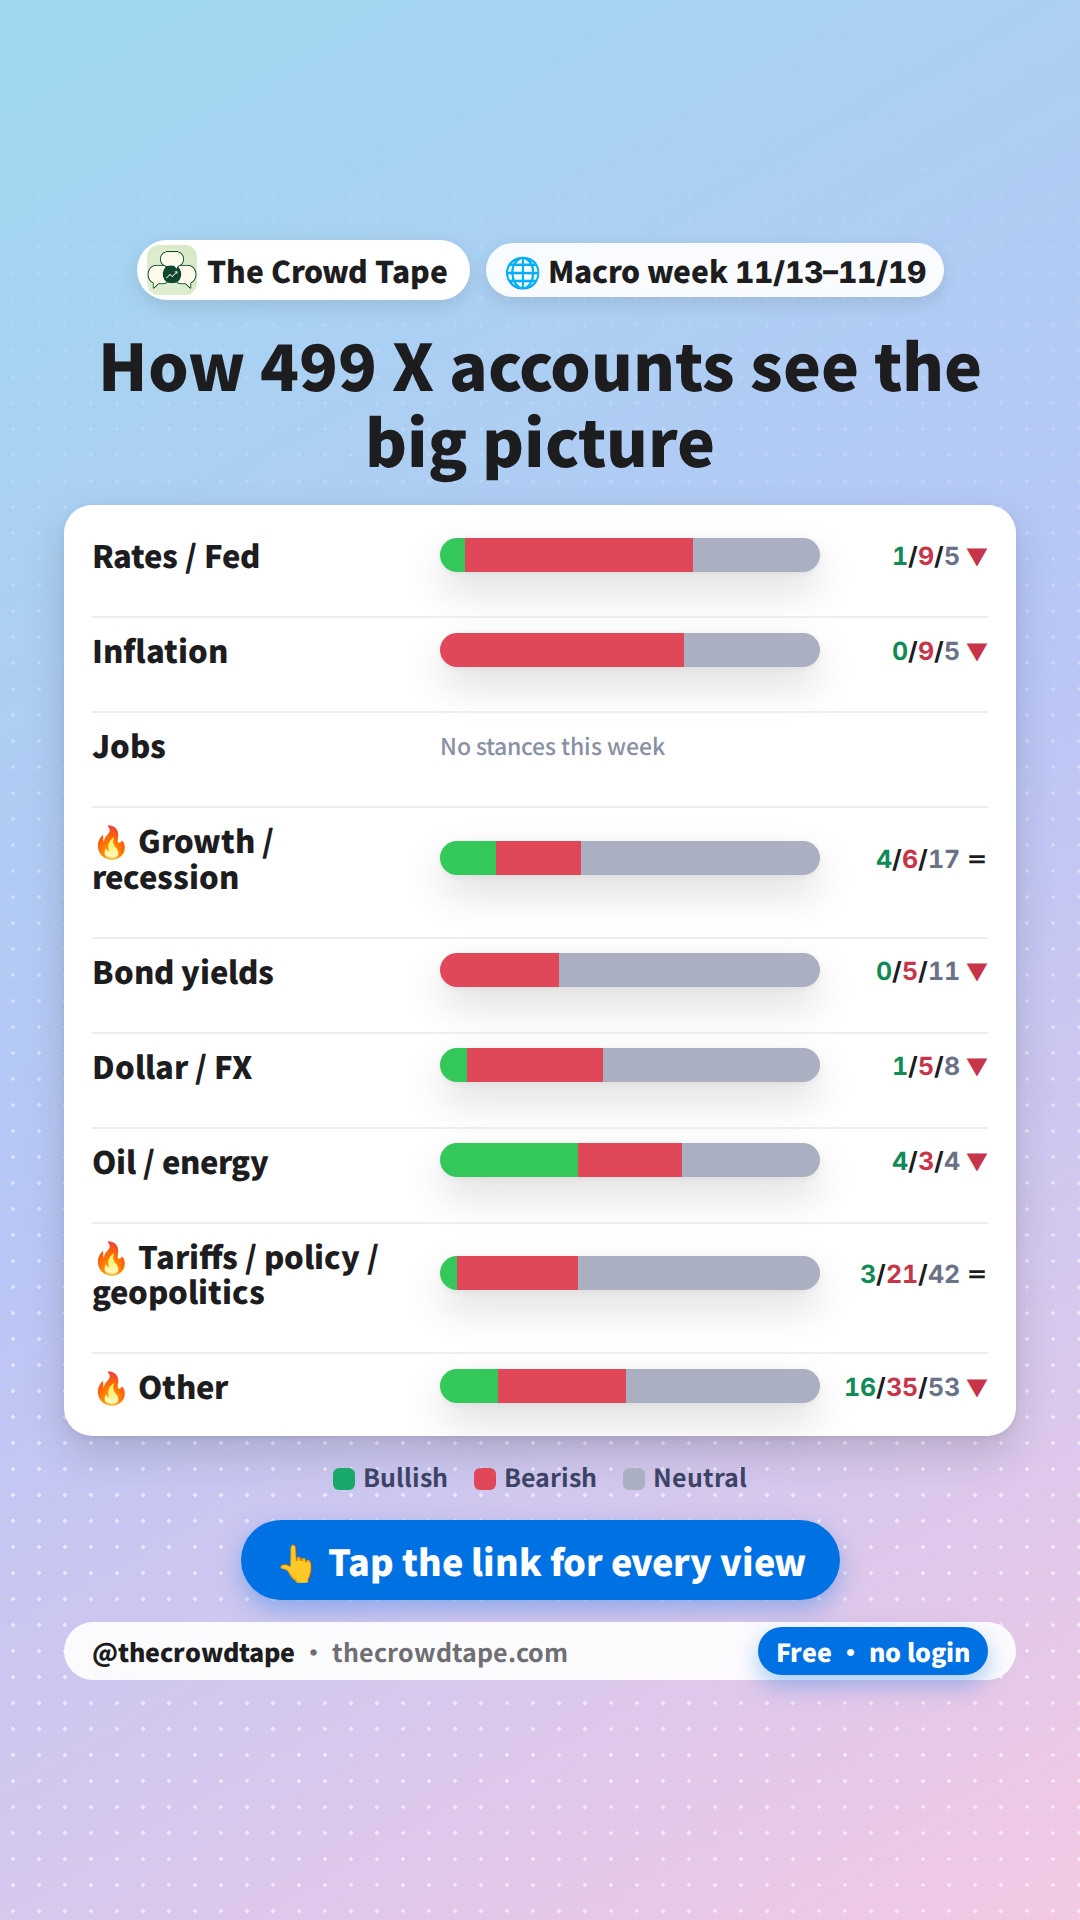 The Crowd Tape
🌐 Macro week 11/13–11/19
How 499 X accounts see the
big picture
Rates / Fed
1/9/5 ▼
Inflation
0/9/5 ▼
Jobs
No stances this week
🔥 Growth /
recession
4/6/17 =
Bond yields
0/5/11 ▼
Dollar / FX
1/5/8 ▼
Oil / energy
4/3/4 ▼
🔥 Tariffs / policy /
geopolitics
3/21/42 =
🔥 Other
16/35/53 ▼
Bullish Bearish Neutral
👆 Tap the link for every view
@thecrowdtape • thecrowdtape.com
Free • no login